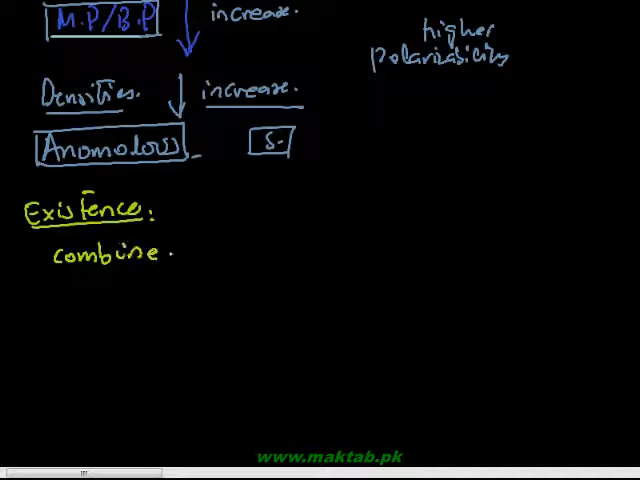 M.P/B.P increase.
higher
polarizability
Densities. increase.
Anomolous S.
Existence:
combine.
www.maktab.pk